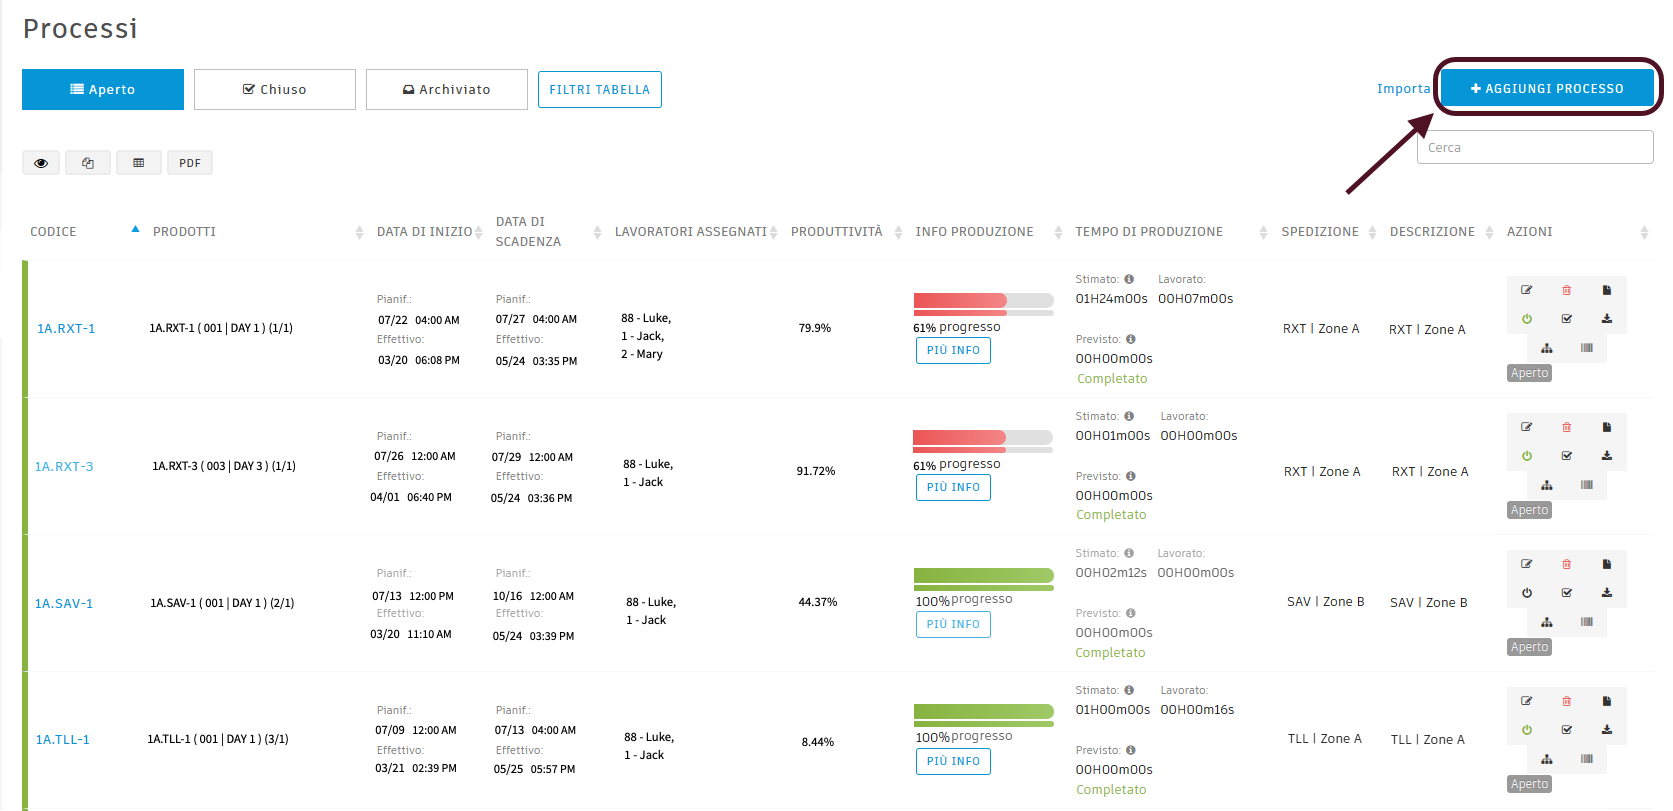 Processi
Aperto
Chiuso
Archiviato
FILTRI TABELLA
Importa
AGGIUNGI PROCESSO
Cerca
PDF
CODICE
PRODOTTI
DATA DI INIZIO
DATA DI
SCADENZA
LAVORATORI ASSEGNATI
PRODUTTIVITÀ
INFO PRODUZIONE
TEMPO DI PRODUZIONE
SPEDIZIONE
DESCRIZIONE
AZIONI
1A.RXT-1
1A.RXT-1 ( 001 | DAY 1 ) (1/1)
Pianif.:
07/22 04:00 AM
Effettivo:
03/20 06:08 PM
Pianif.:
07/27 04:00 AM
Effettivo:
05/24 03:35 PM
88 - Luke,
1 - Jack,
2 - Mary
79.9%
61% progresso
PIÙ INFO
Stimato: Lavorato:
01H24m00s 00H07m00s
Previsto:
00H00m00s
Completato
RXT | Zone A
RXT | Zone A
Aperto
1A.RXT-3
1A.RXT-3 ( 003 | DAY 3 ) (1/1)
Pianif.:
07/26 12:00 AM
Effettivo:
04/01 06:40 PM
Pianif.:
07/29 12:00 AM
Effettivo:
05/24 03:36 PM
88 - Luke,
1 - Jack
91.72%
61% progresso
PIÙ INFO
Stimato: Lavorato:
00H01m00s 00H00m00s
Previsto:
00H00m00s
Completato
RXT | Zone A
RXT | Zone A
Aperto
1A.SAV-1
1A.SAV-1 ( 001 | DAY 1 ) (2/1)
Pianif.:
07/13 12:00 PM
Effettivo:
03/20 11:10 AM
Pianif.:
10/16 12:00 AM
Effettivo:
05/24 03:39 PM
88 - Luke,
1 - Jack
44.37%
100% progresso
PIÙ INFO
Stimato: Lavorato:
00H02m12s 00H00m00s
Previsto:
00H00m00s
Completato
SAV | Zone B
SAV | Zone B
Aperto
1A.TLL-1
1A.TLL-1 ( 001 | DAY 1 ) (3/1)
Pianif.:
07/09 12:00 AM
Effettivo:
03/21 02:39 PM
Pianif.:
07/13 04:00 AM
Effettivo:
05/25 05:57 PM
88 - Luke,
1 - Jack
8.44%
100% progresso
PIÙ INFO
Stimato: Lavorato:
01H00m00s 00H00m16s
Previsto:
00H00m00s
Completato
TLL | Zone A
TLL | Zone A
Aperto